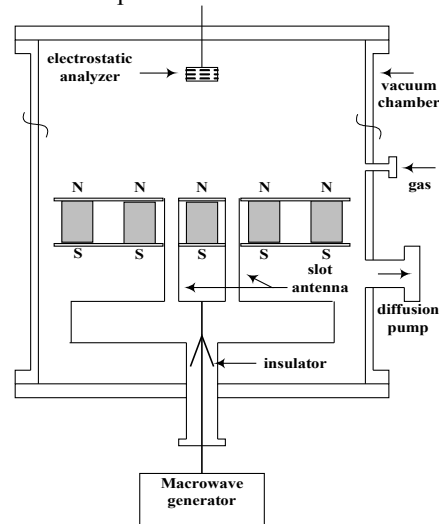 electrostatic
analyzer
vacuum
chamber
gas
N N N N N
S S S S S
slot
antenna
diffusion
pump
insulator
Macrowave
generator